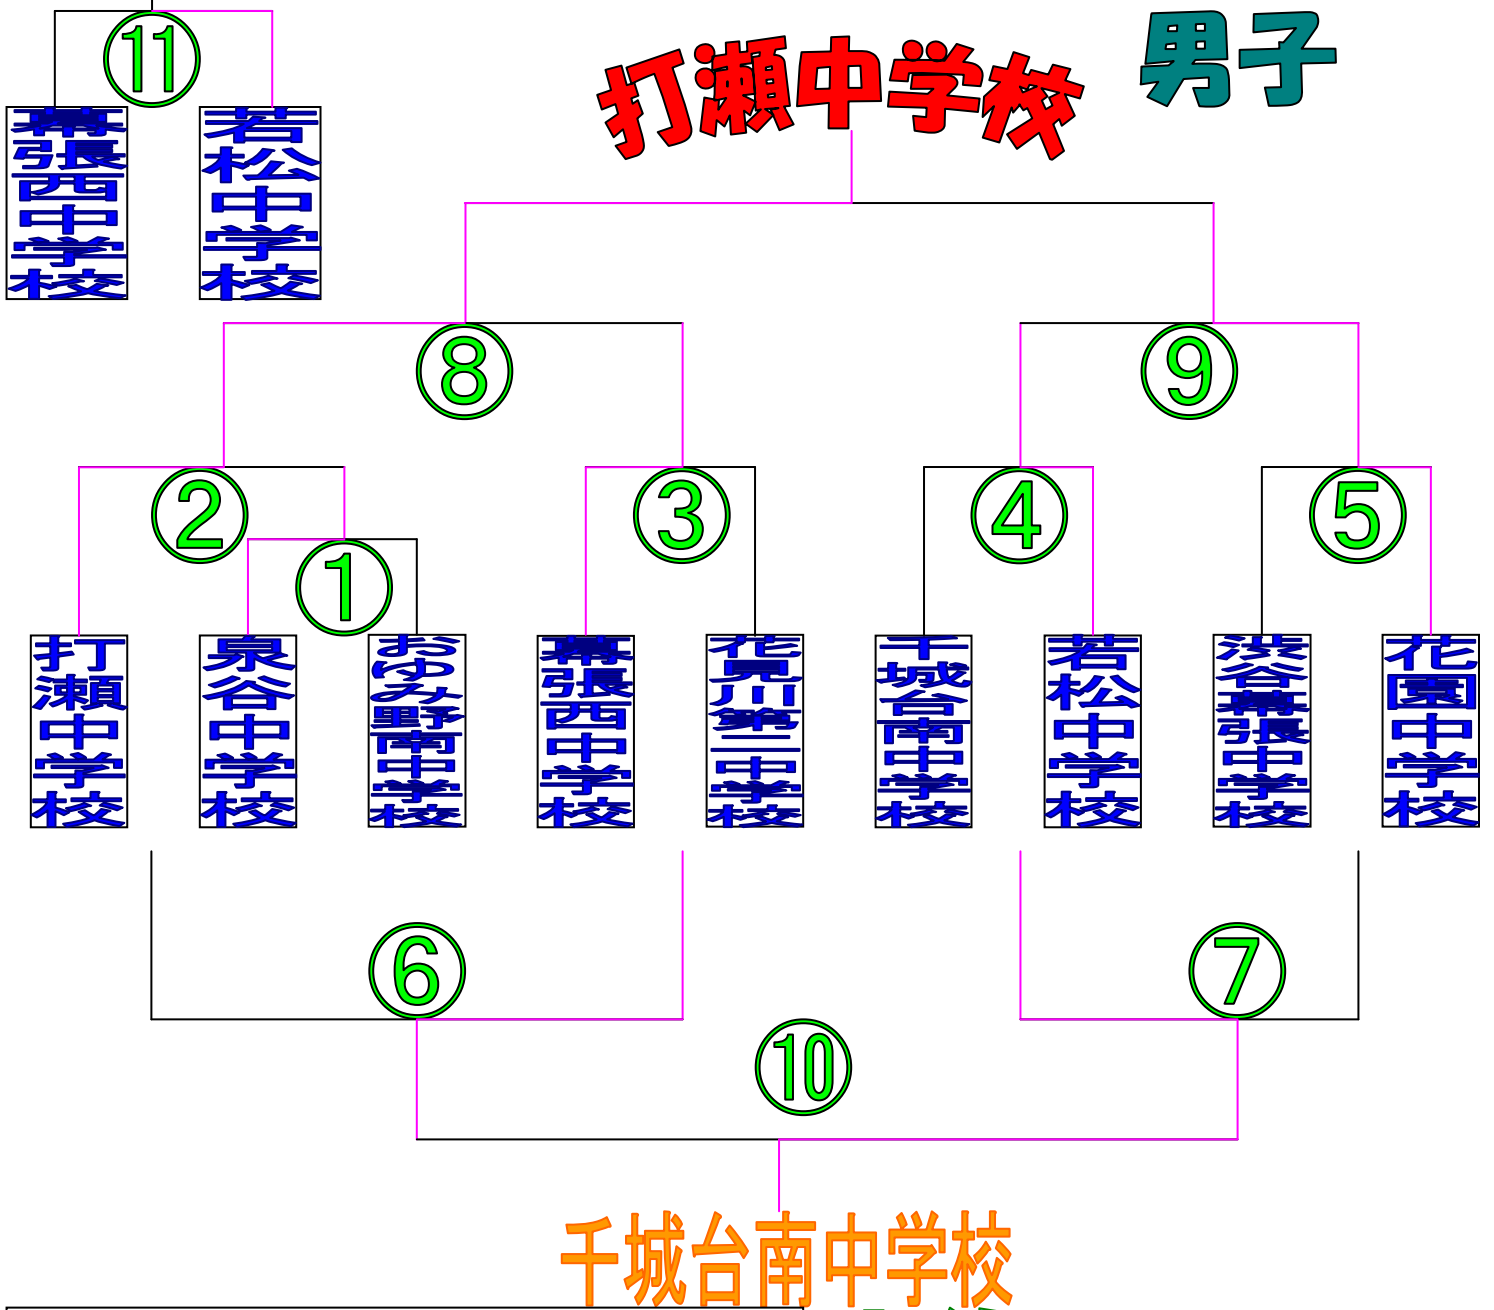 ⑪
幕張西中学校
若松中学校
打瀬中学校
男子
⑧
⑨
②
③
④
⑤
①
打瀬中学校
泉谷中学校
おゆみ野南中学校
幕張西中学校
花見川第二中学校
千城台南中学校
若松中学校
渋谷幕張中学校
花園中学校
⑥
⑦
⑩
千城台南中学校